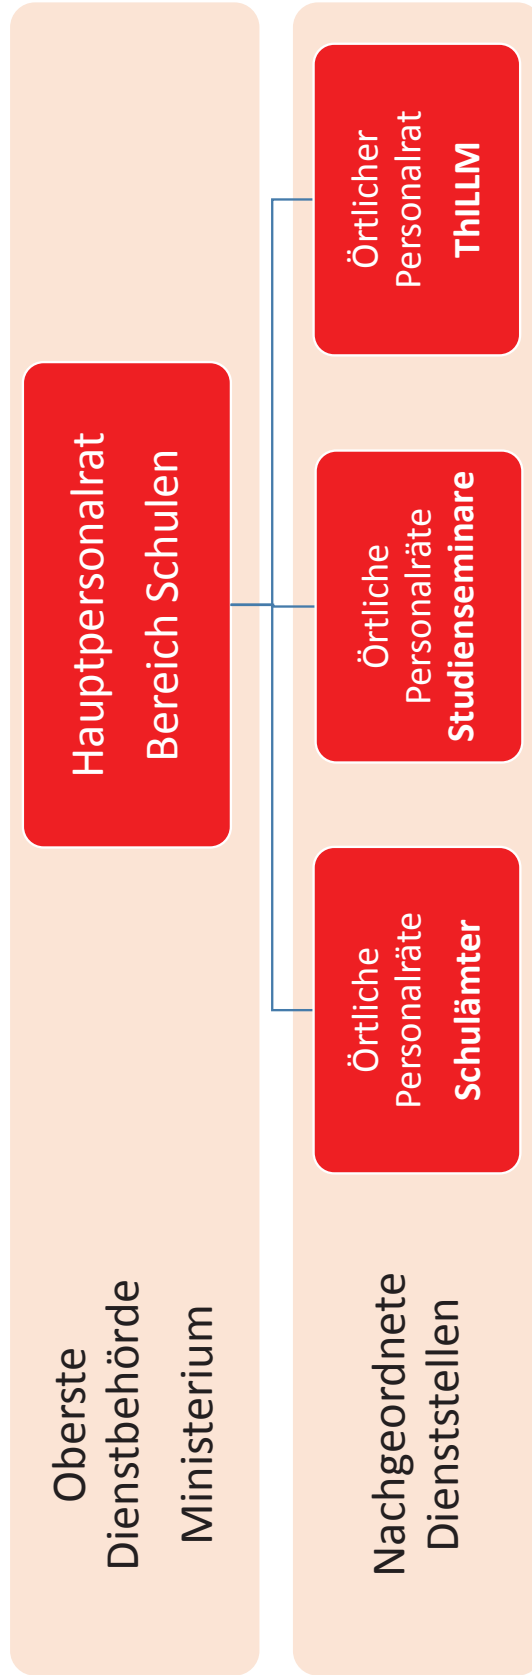 Oberste
Dienstbehörde
Ministerium
Hauptpersonalrat
Bereich Schulen
Nachgeordnete
Dienststellen
Örtliche
Personalräte
Schulämter
Örtliche
Personalräte
Studienseminare
Örtlicher
Personalrat
ThILLM